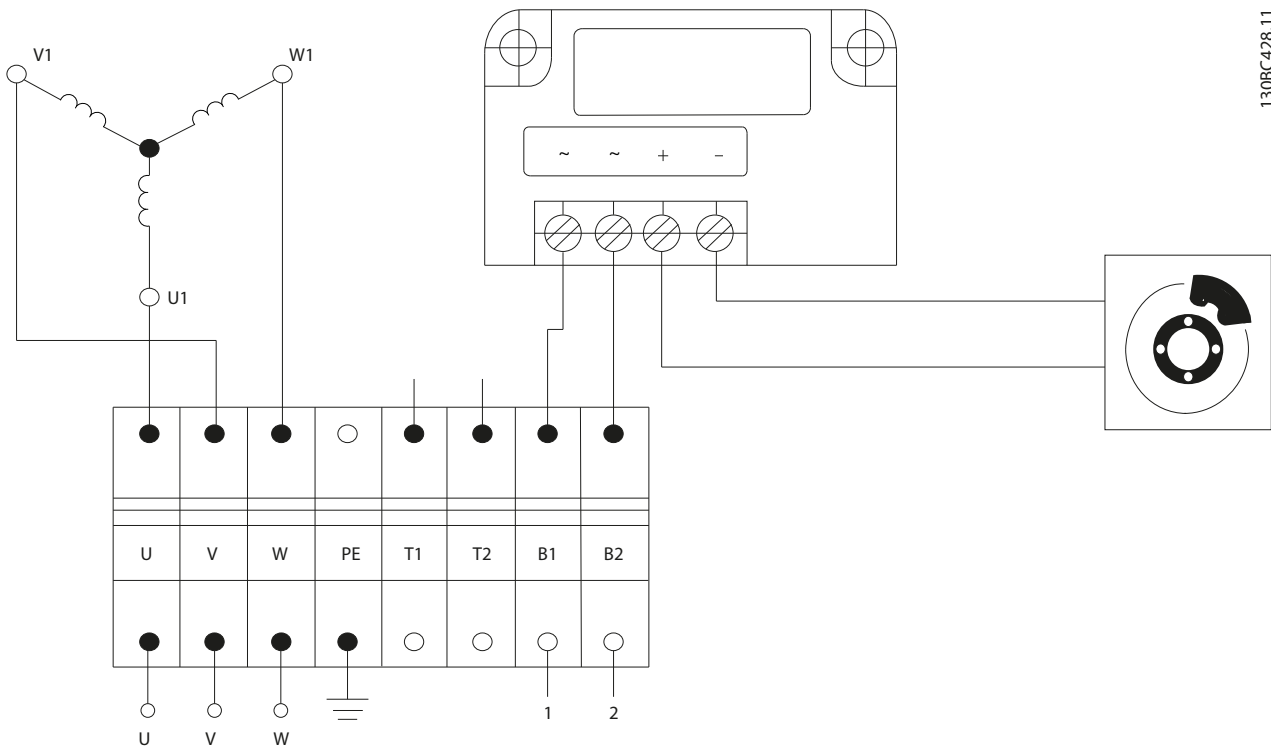 130BC428.11
V1
W1
~ ~ + –
U1
U V W PE T1 T2 B1 B2
1 2
U V W